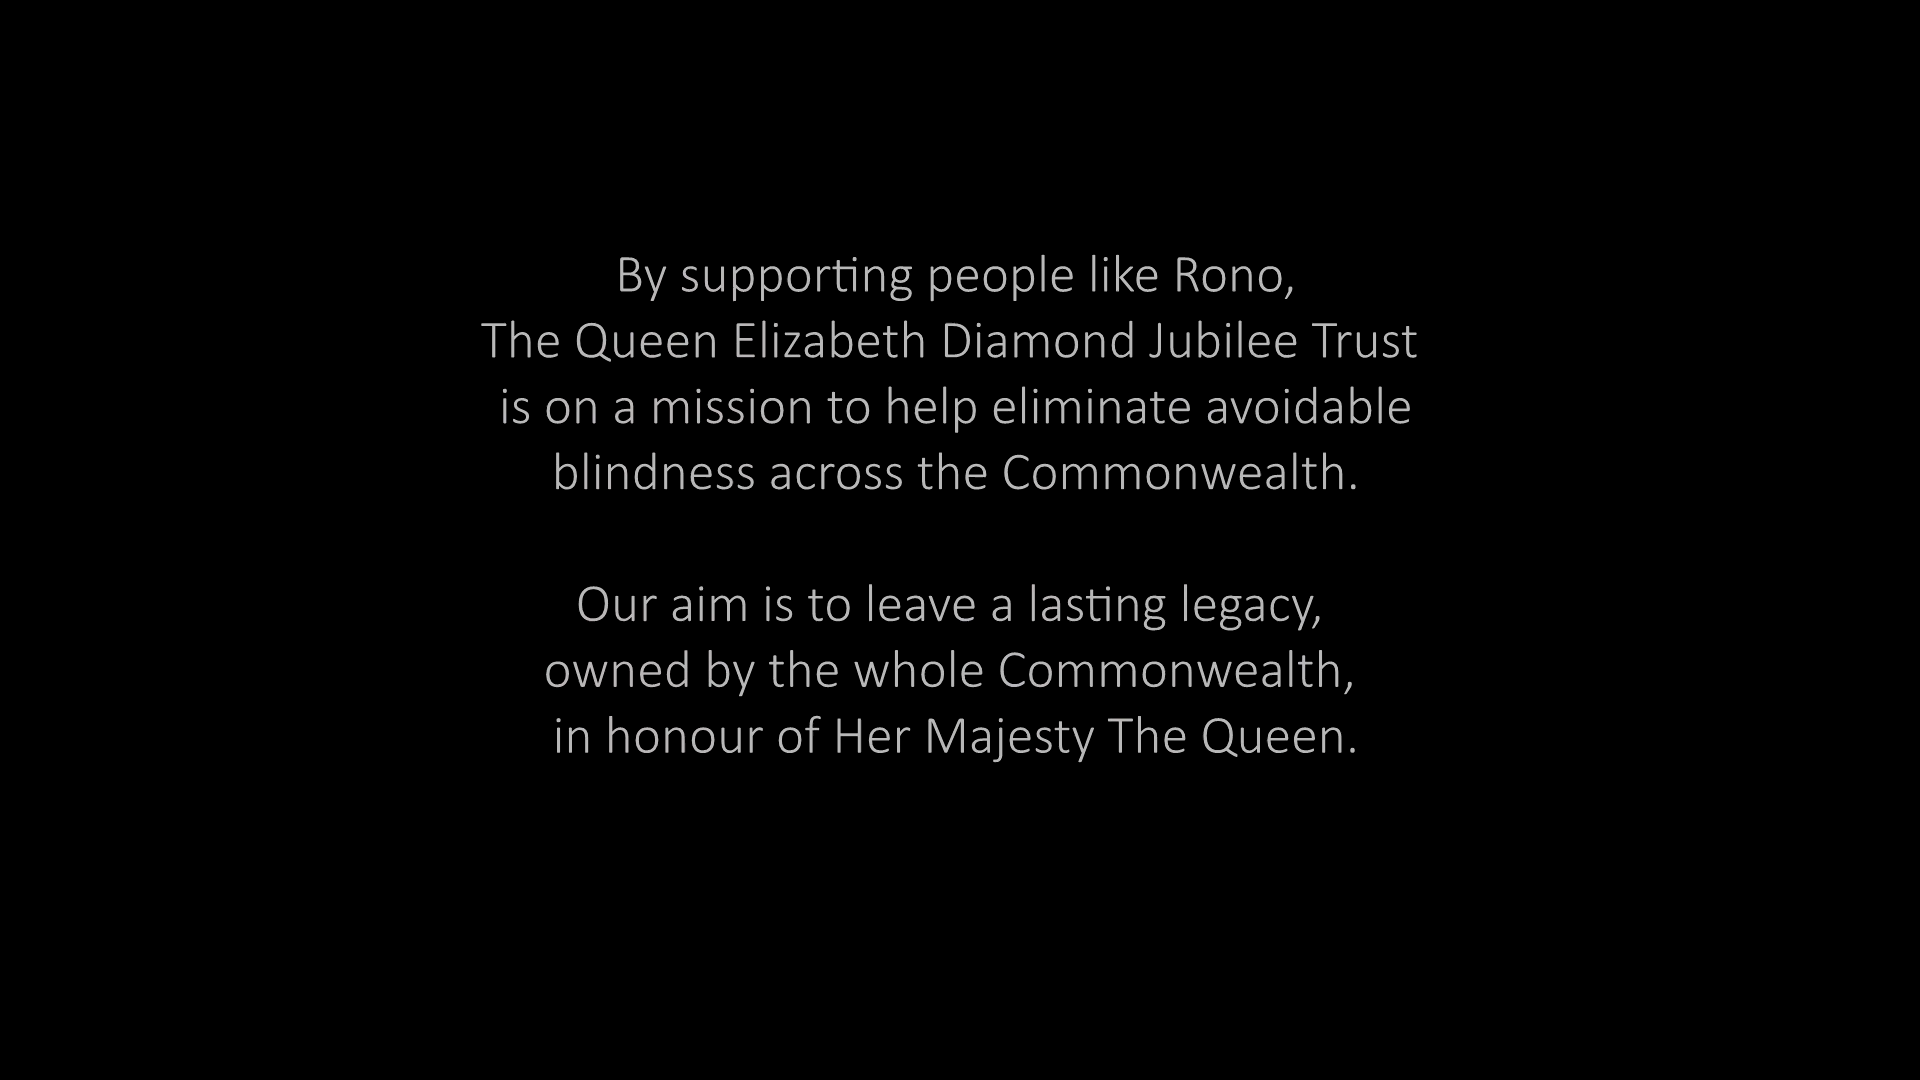 By supporting people like Rono,
The Queen Elizabeth Diamond Jubilee Trust
is on a mission to help eliminate avoidable
blindness across the Commonwealth.
Our aim is to leave a lasting legacy,
owned by the whole Commonwealth,
in honour of Her Majesty The Queen.